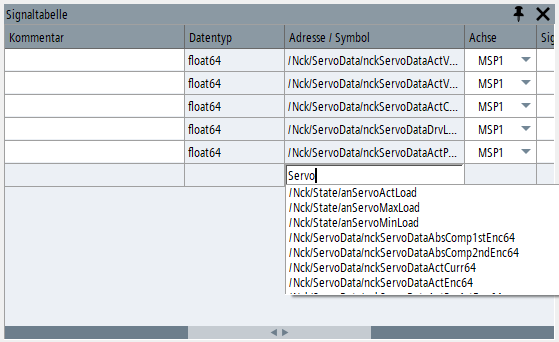 Signaltabelle
Kommentar Datentyp Adresse / Symbol Achse Sig
float64 /Nck/ServoData/nckServoDataActV... MSP1
float64 /Nck/ServoData/nckServoDataActV... MSP1
float64 /Nck/ServoData/nckServoDataActC... MSP1
float64 /Nck/ServoData/nckServoDataDrvL... MSP1
float64 /Nck/ServoData/nckServoDataActP... MSP1
Servo
/Nck/State/anServoActLoad
/Nck/State/anServoMaxLoad
/Nck/State/anServoMinLoad
/Nck/ServoData/nckServoDataAbsComp1stEnc64
/Nck/ServoData/nckServoDataAbsComp2ndEnc64
/Nck/ServoData/nckServoDataActCurr64
/Nck/ServoData/nckServoDataActEnc64